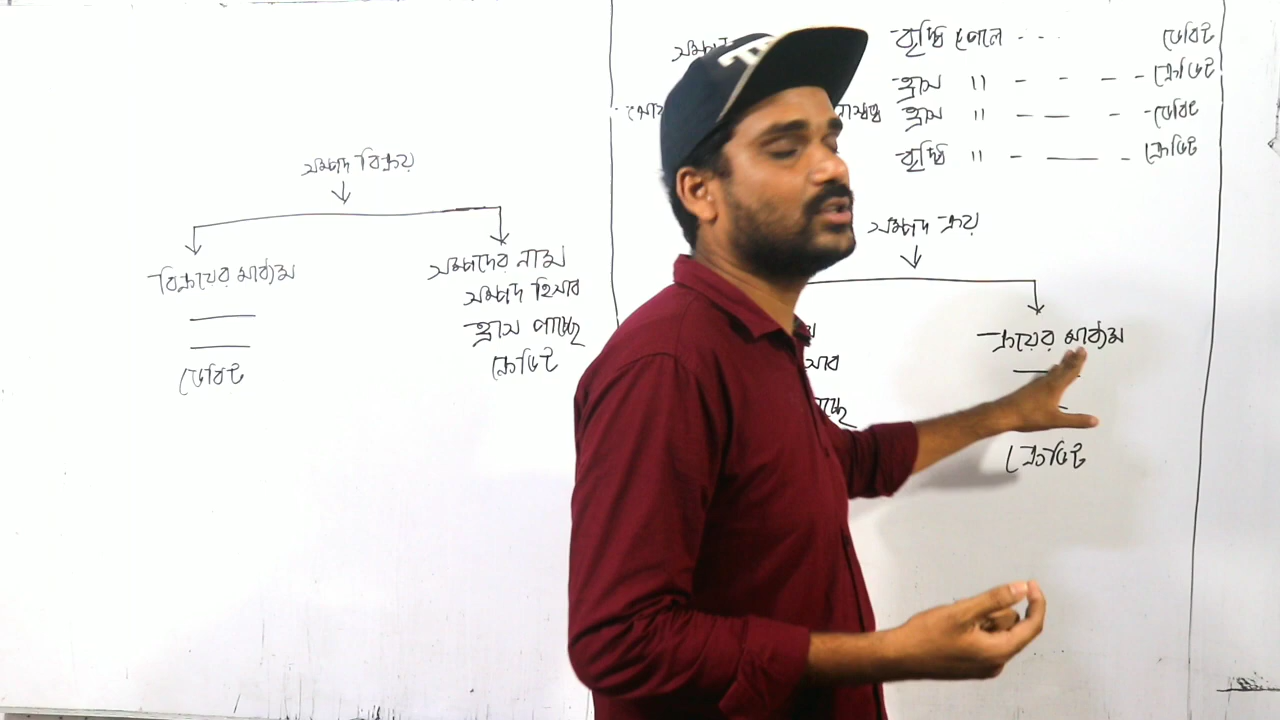 সম্পদ বিক্রয়
বিক্রয়ের মাধ্যম
ডেবিট
সম্পদের নাম
সম্পদ হিসাব
হ্রাস পাচ্ছে
ক্রেডিট
বৃদ্ধি পেলে - - - ডেবিট
হ্রাস " - - - - ক্রেডিট
হ্রাস " - - - ডেবিট
বৃদ্ধি " - - - ক্রেডিট
সম্পদ ক্রয়
ক্রয়ের মাধ্যম
ক্রেডিট